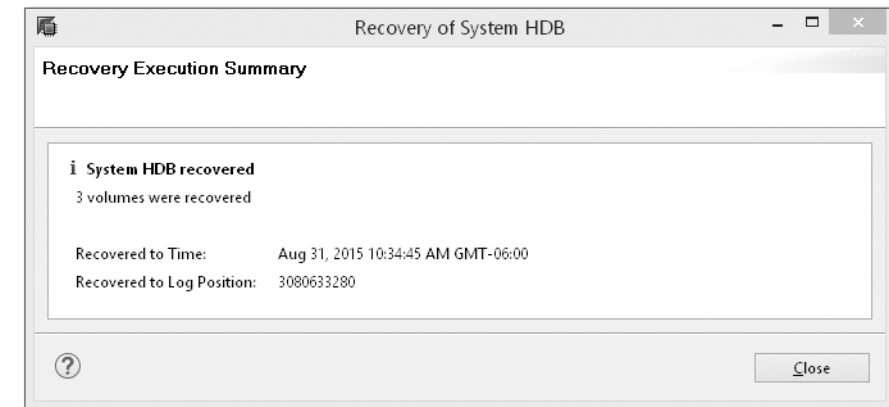 Recovery of System HDB
Recovery Execution Summary
i System HDB recovered
3 volumes were recovered
Recovered to Time: Aug 31, 2015 10:34:45 AM GMT-06:00
Recovered to Log Position: 3080633280
?
Close